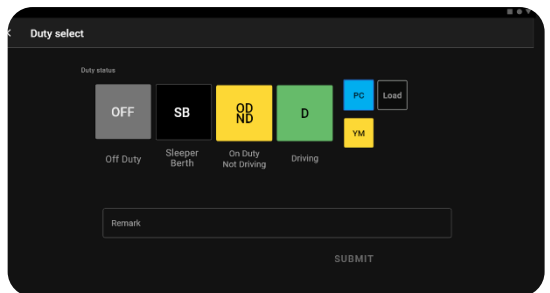 Duty select
Duty status
OFF
SB
OD
ND
D
PC
Load
YM
Off Duty
Sleeper
Berth
On Duty
Not Driving
Driving
Remark
SUBMIT